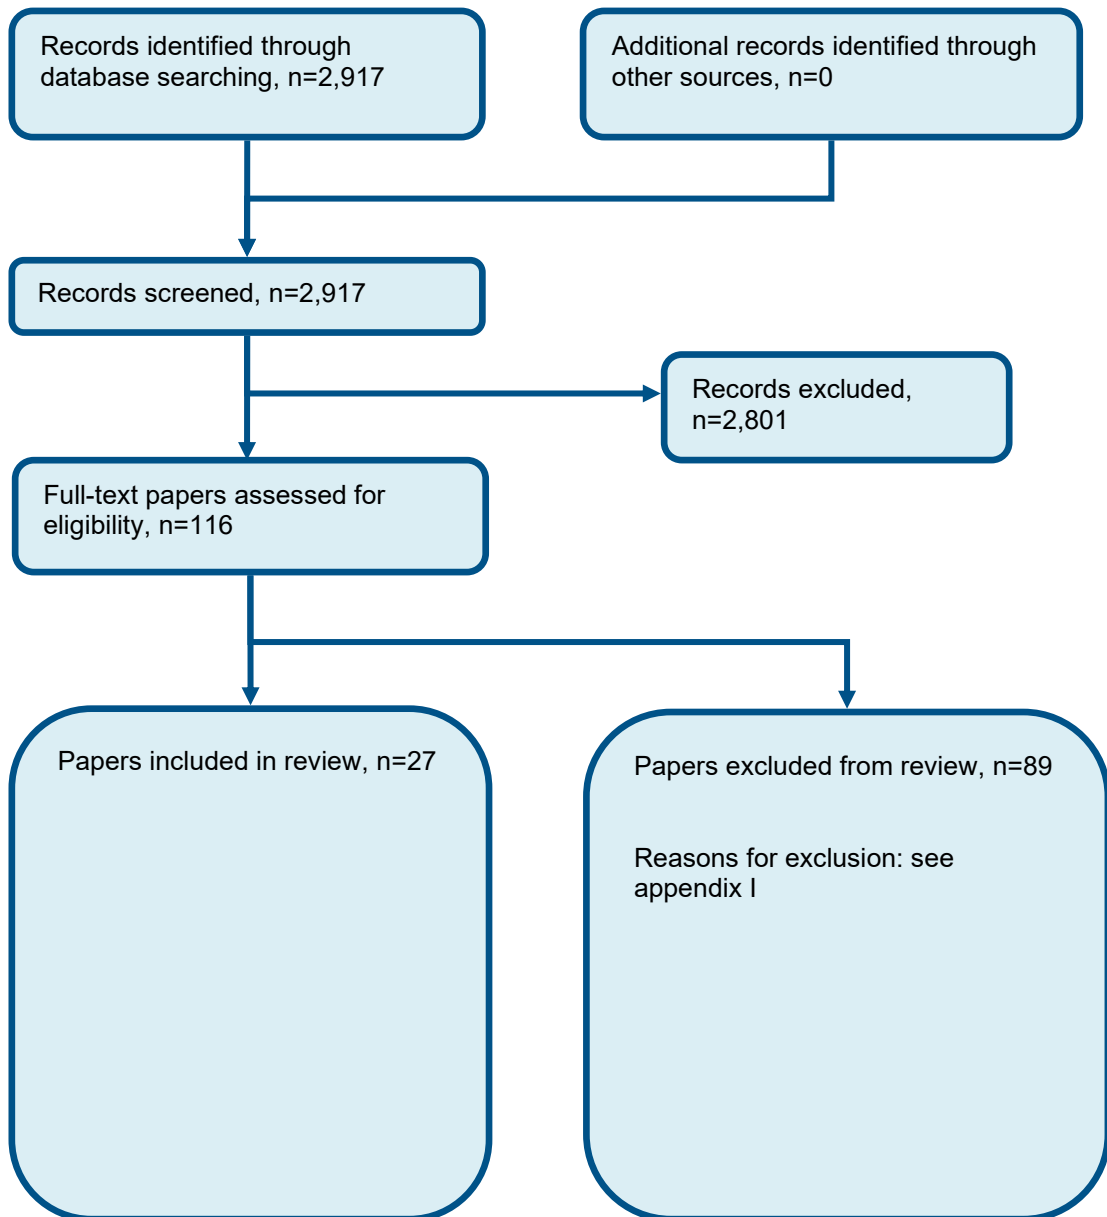 Records identified through
database searching, n=2,917
Additional records identified through
other sources, n=0
Records screened, n=2,917
Records excluded,
n=2,801
Full-text papers assessed for
eligibility, n=116
Papers included in review, n=27
Papers excluded from review, n=89
Reasons for exclusion: see
appendix I